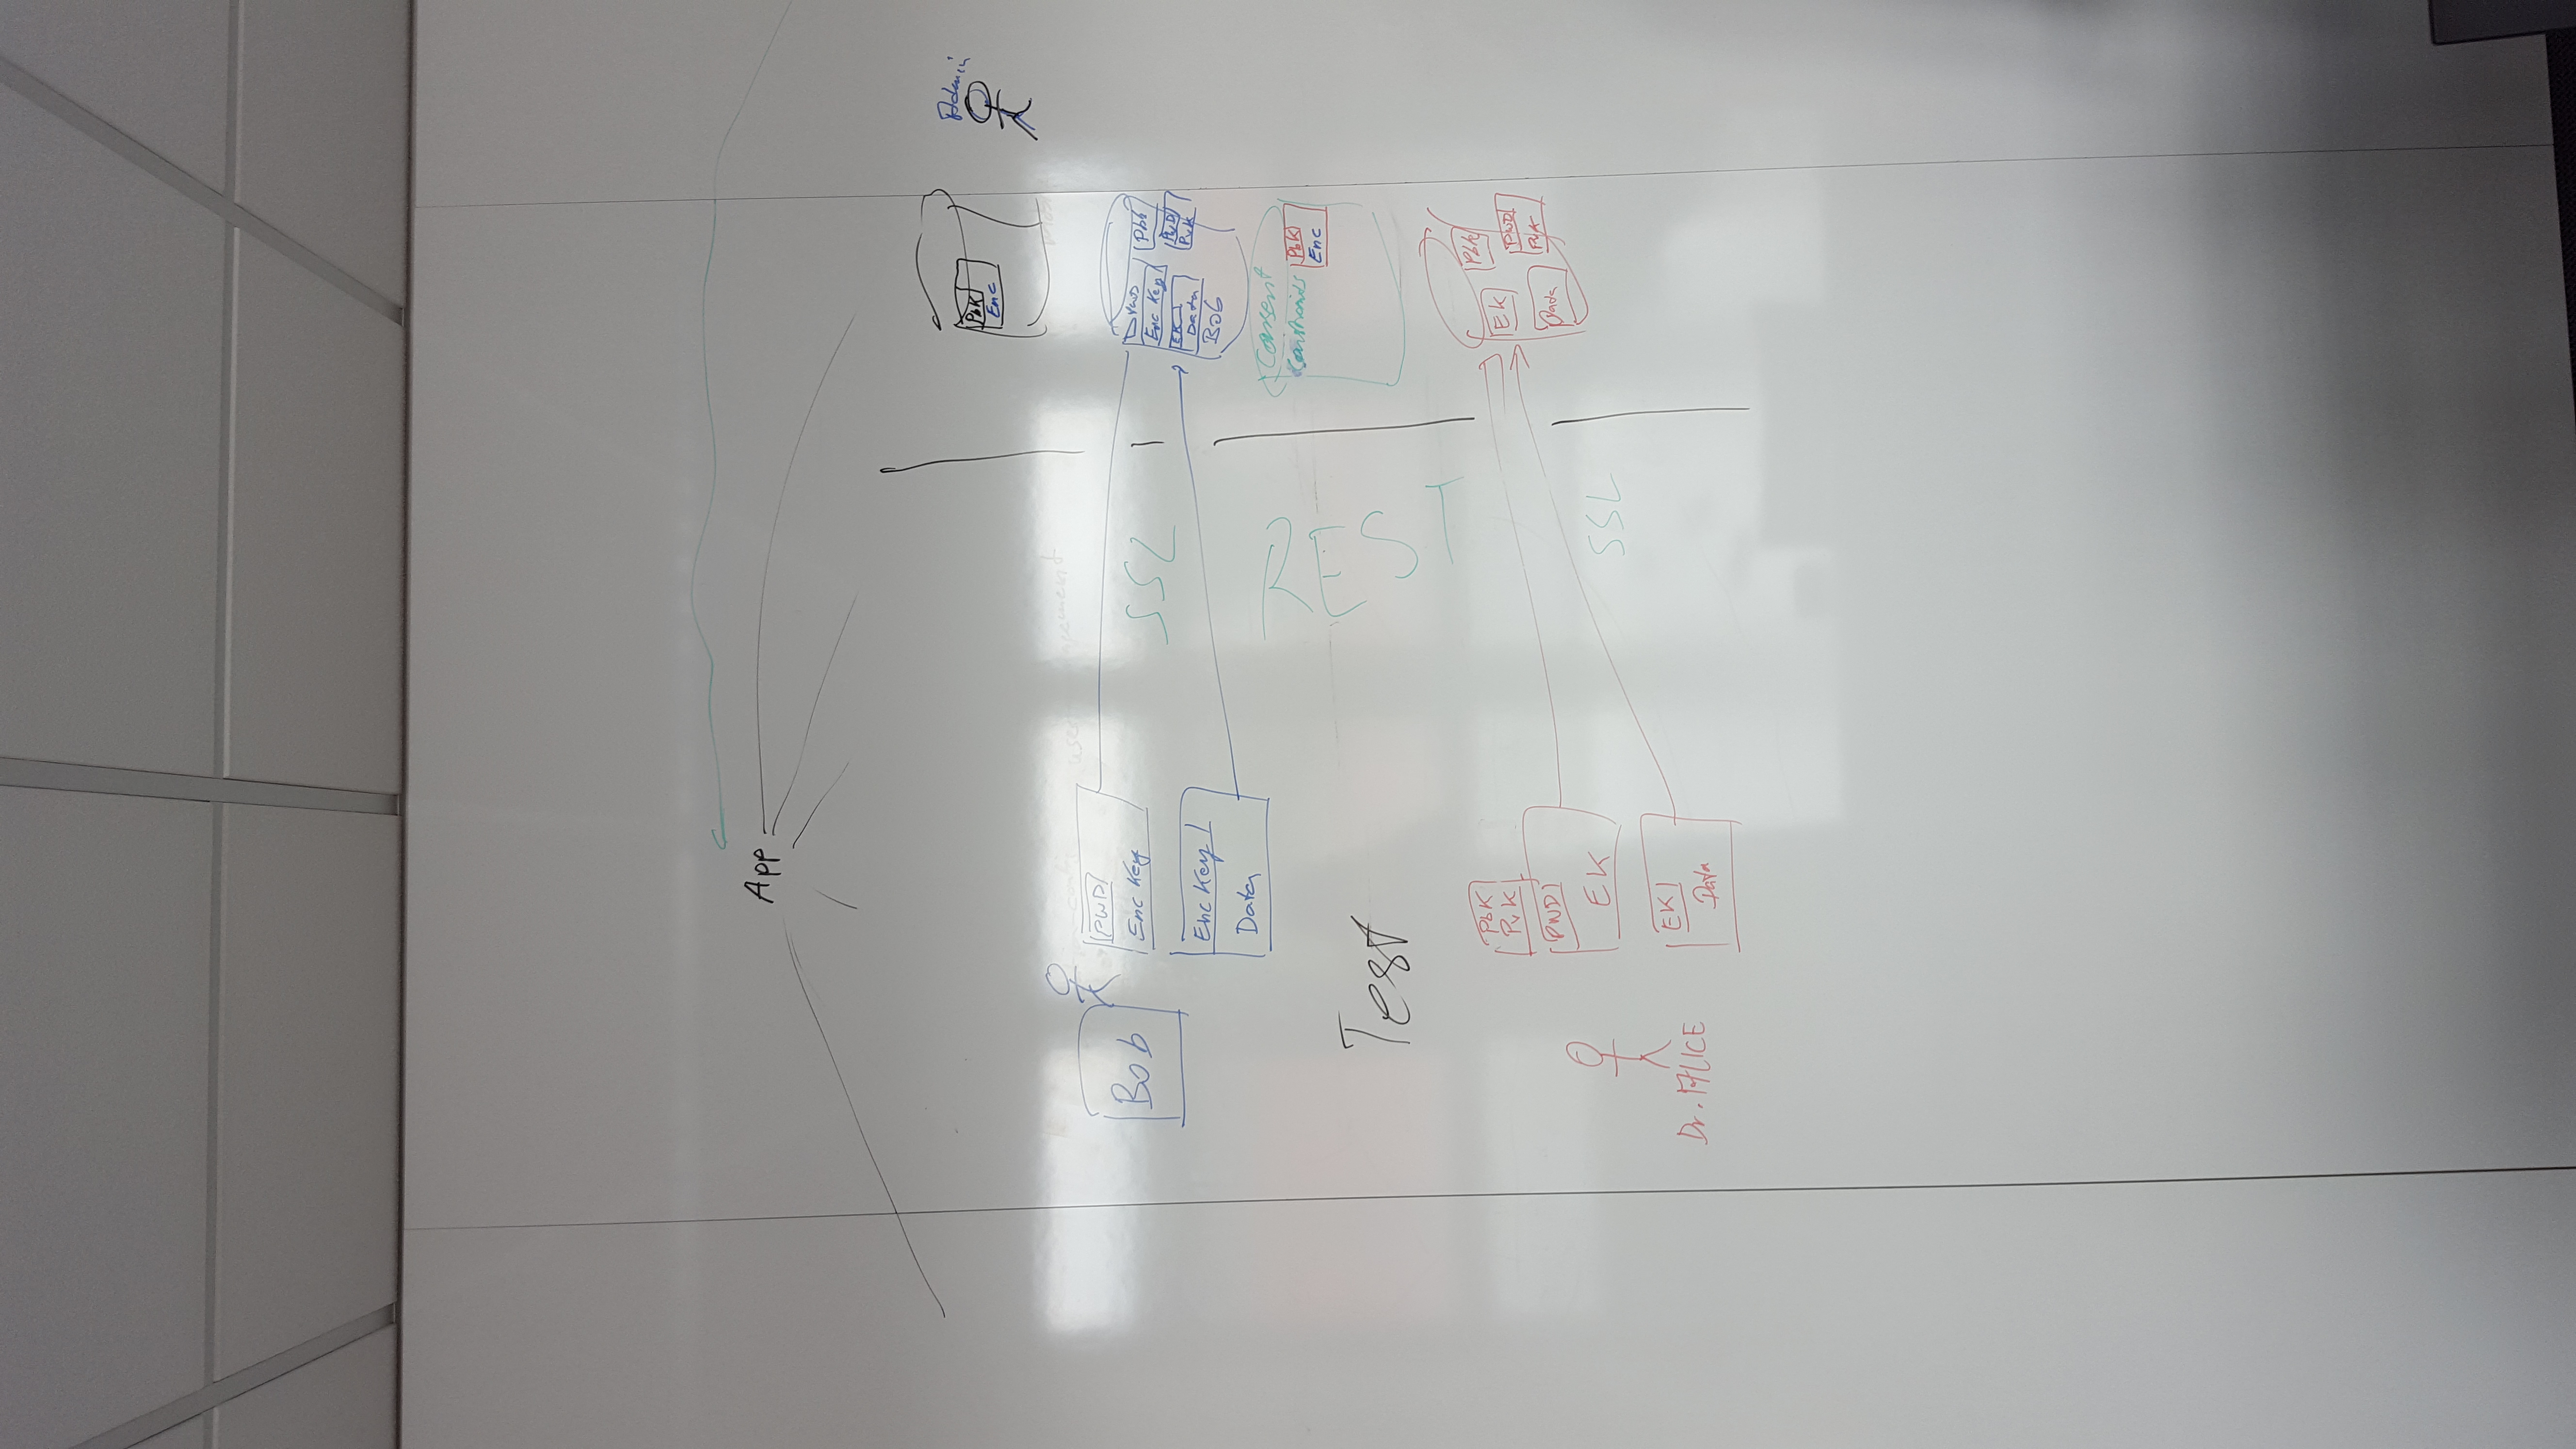 App
Admin
PbK
Enc
Bob
PWD
Enc Key
Enc Key
Data
SSL
PWD
Enc Key
EK
Data
Bob
PbK
PWD
PvK
Consent
PbK
Enc
REST
Test
PbK
PvK
PWD
EK
EK
Data
Dr. ALICE
SSL
EK
Data
PbK
PWD
PvK